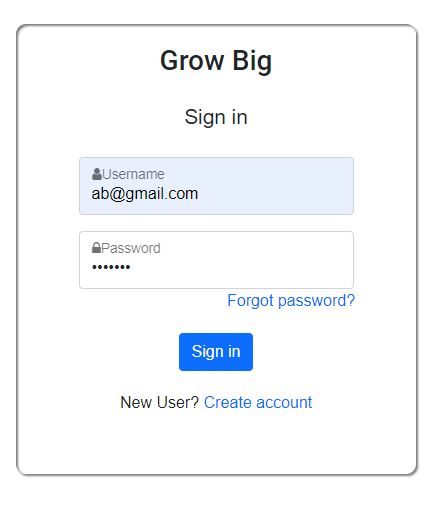 Grow Big
Sign in
Username
ab@gmail.com
Password
•••••••
Forgot password?
Sign in
New User? Create account